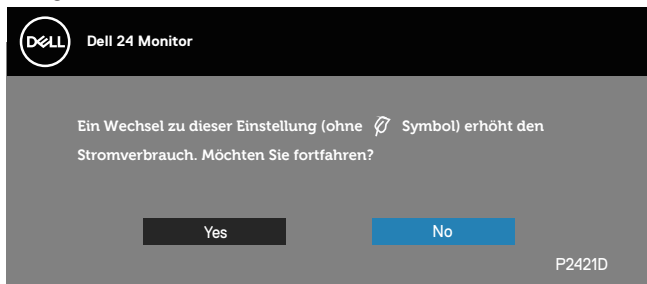 DELL
Dell 24 Monitor
Ein Wechsel zu dieser Einstellung (ohne Symbol) erhöht den
Stromverbrauch. Möchten Sie fortfahren?
Yes No
P2421D